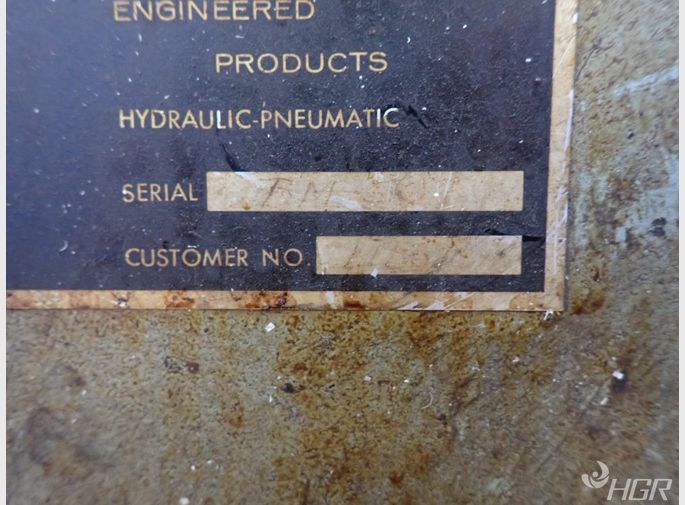 ENGINEERED
PRODUCTS
HYDRAULIC-PNEUMATIC
SERIAL
CUSTOMER NO
HGR